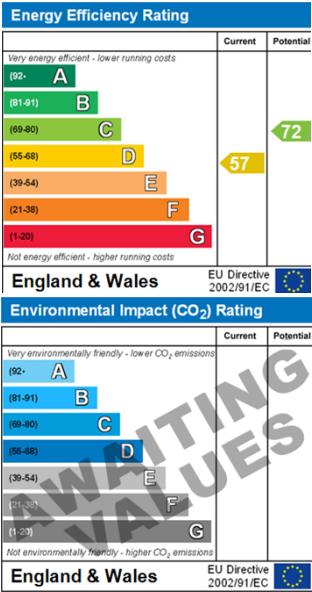 Energy Efficiency Rating
Current Potential
Very energy efficient - lower running costs
(92- A
(81-91) B
(69-80) C
72
(55-68) D
57
(39-54) E
(21-38) F
(1-20) G
Not energy efficient - higher running costs
England & Wales
EU Directive
2002/91/EC
Environmental Impact (CO2) Rating
Current Potential
Very environmentally friendly - lower CO2 emissions
(92- A
(81-91) B
(69-80) C
(55-68) D
(39-54) E
(21-38) F
(1-20) G
AWAITING
VALUES
Not environmentally friendly - higher CO2 emissions
England & Wales
EU Directive
2002/91/EC